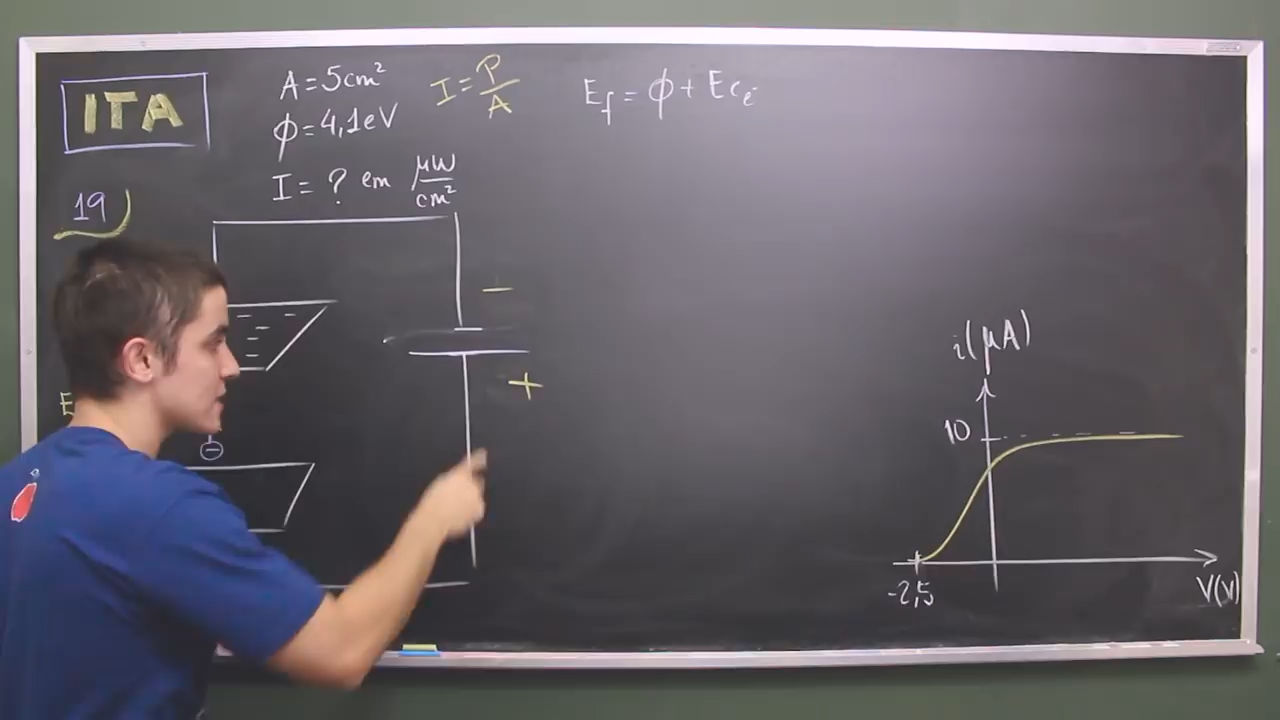 ITA
A = 5cm²
ϕ = 4,1eV
I = ? em μW/cm²
I = P/A
E_f = ϕ + Ec_e
19
−
+
E
−
i(μA)
10
-2,5
V(V)